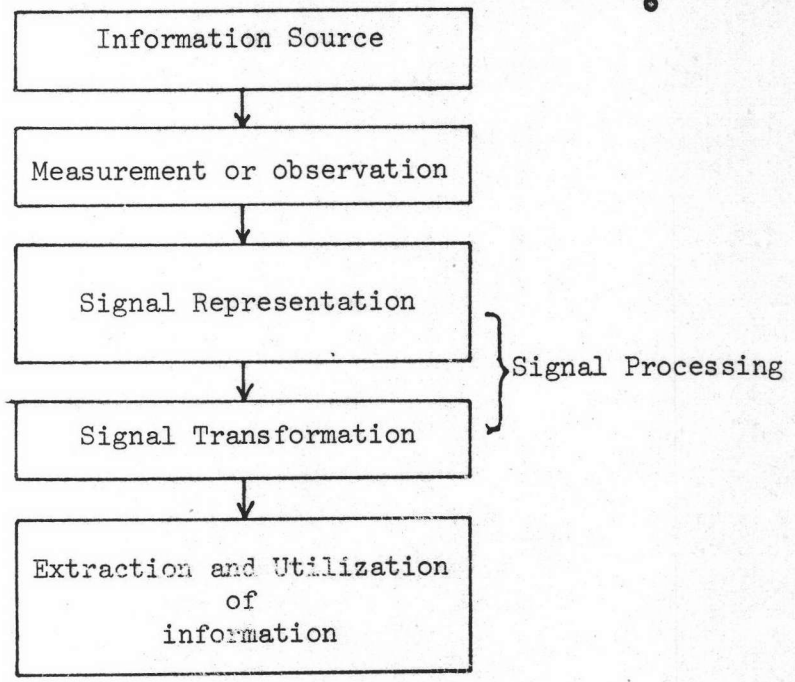 Information Source
Measurement or observation
Signal Representation
Signal Processing
Signal Transformation
Extraction and Utilization
of
information